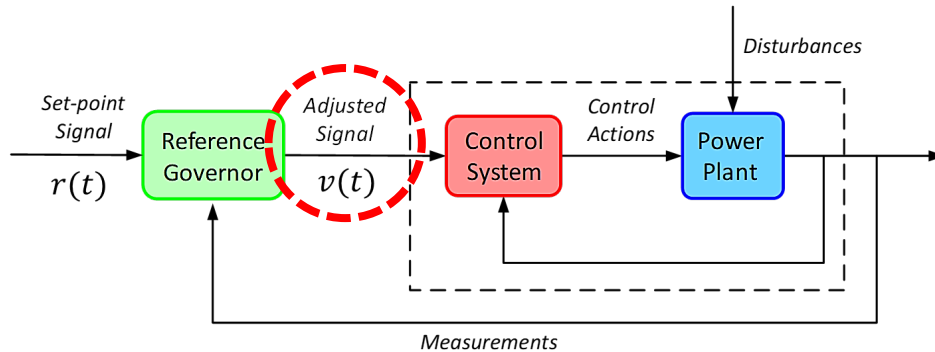 Disturbances
Set-point
Signal
r(t)
Reference
Governor
Adjusted
Signal
v(t)
Control
System
Control
Actions
Power
Plant
Measurements